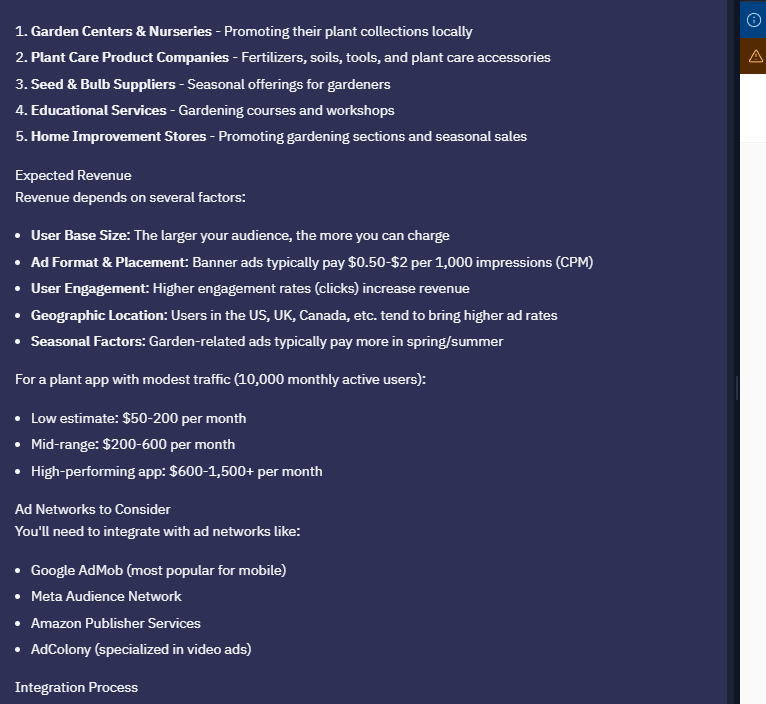 1. Garden Centers & Nurseries - Promoting their plant collections locally
2. Plant Care Product Companies - Fertilizers, soils, tools, and plant care accessories
3. Seed & Bulb Suppliers - Seasonal offerings for gardeners
4. Educational Services - Gardening courses and workshops
5. Home Improvement Stores - Promoting gardening sections and seasonal sales
Expected Revenue
Revenue depends on several factors:
• User Base Size: The larger your audience, the more you can charge
• Ad Format & Placement: Banner ads typically pay $0.50-$2 per 1,000 impressions (CPM)
• User Engagement: Higher engagement rates (clicks) increase revenue
• Geographic Location: Users in the US, UK, Canada, etc. tend to bring higher ad rates
• Seasonal Factors: Garden-related ads typically pay more in spring/summer
For a plant app with modest traffic (10,000 monthly active users):
• Low estimate: $50-200 per month
• Mid-range: $200-600 per month
• High-performing app: $600-1,500+ per month
Ad Networks to Consider
You'll need to integrate with ad networks like:
• Google AdMob (most popular for mobile)
• Meta Audience Network
• Amazon Publisher Services
• AdColony (specialized in video ads)
Integration Process